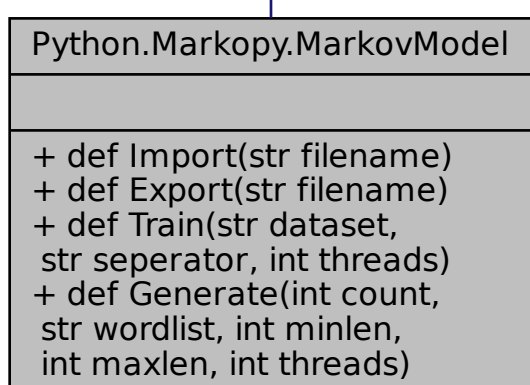 Python.Markopy.MarkovModel
+ def Import(str filename)
+ def Export(str filename)
+ def Train(str dataset,
str seperator, int threads)
+ def Generate(int count,
str wordlist, int minlen,
int maxlen, int threads)